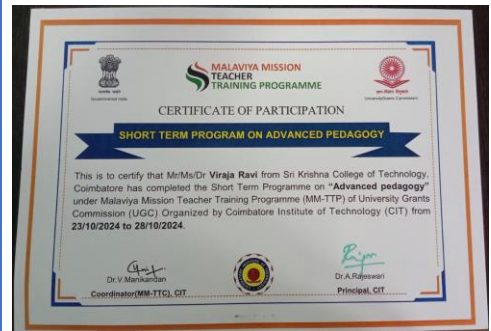 MALAVIYA MISSION
TEACHER
TRAINING PROGRAMME
CERTIFICATE OF PARTICIPATION
SHORT TERM PROGRAM ON ADVANCED PEDAGOGY
This is to certify that Mr/Ms/Dr Viraja Ravi from Sri Krishna College of Technology,
Coimbatore has completed the Short Term Programme on "Advanced pedagogy"
under Malaviya Mission Teacher Training Programme (MM-TTP) of University Grants
Commission (UGC) Organized by Coimbatore Institute of Technology (CIT) from
23/10/2024 to 28/10/2024.
Dr.V.Manikandan
Coordinator(MM-TTC), CIT
Dr.A.Rajeswari
Principal, CIT